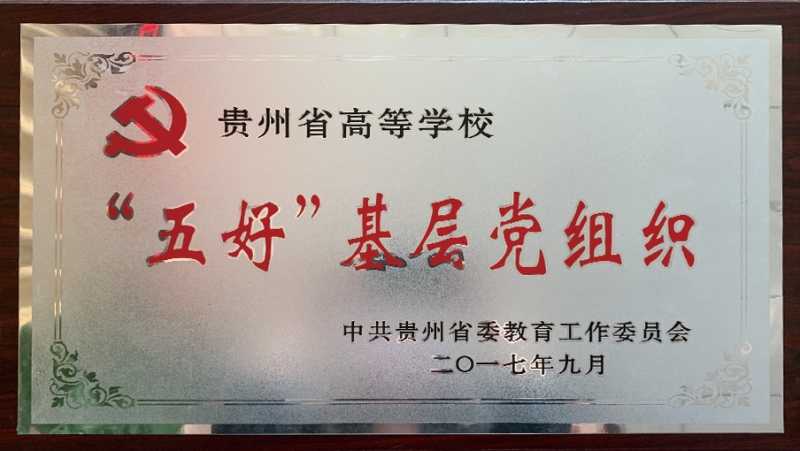 贵州省高等学校
“五好”基层党组织
中共贵州省委教育工作委员会
二〇一七年九月